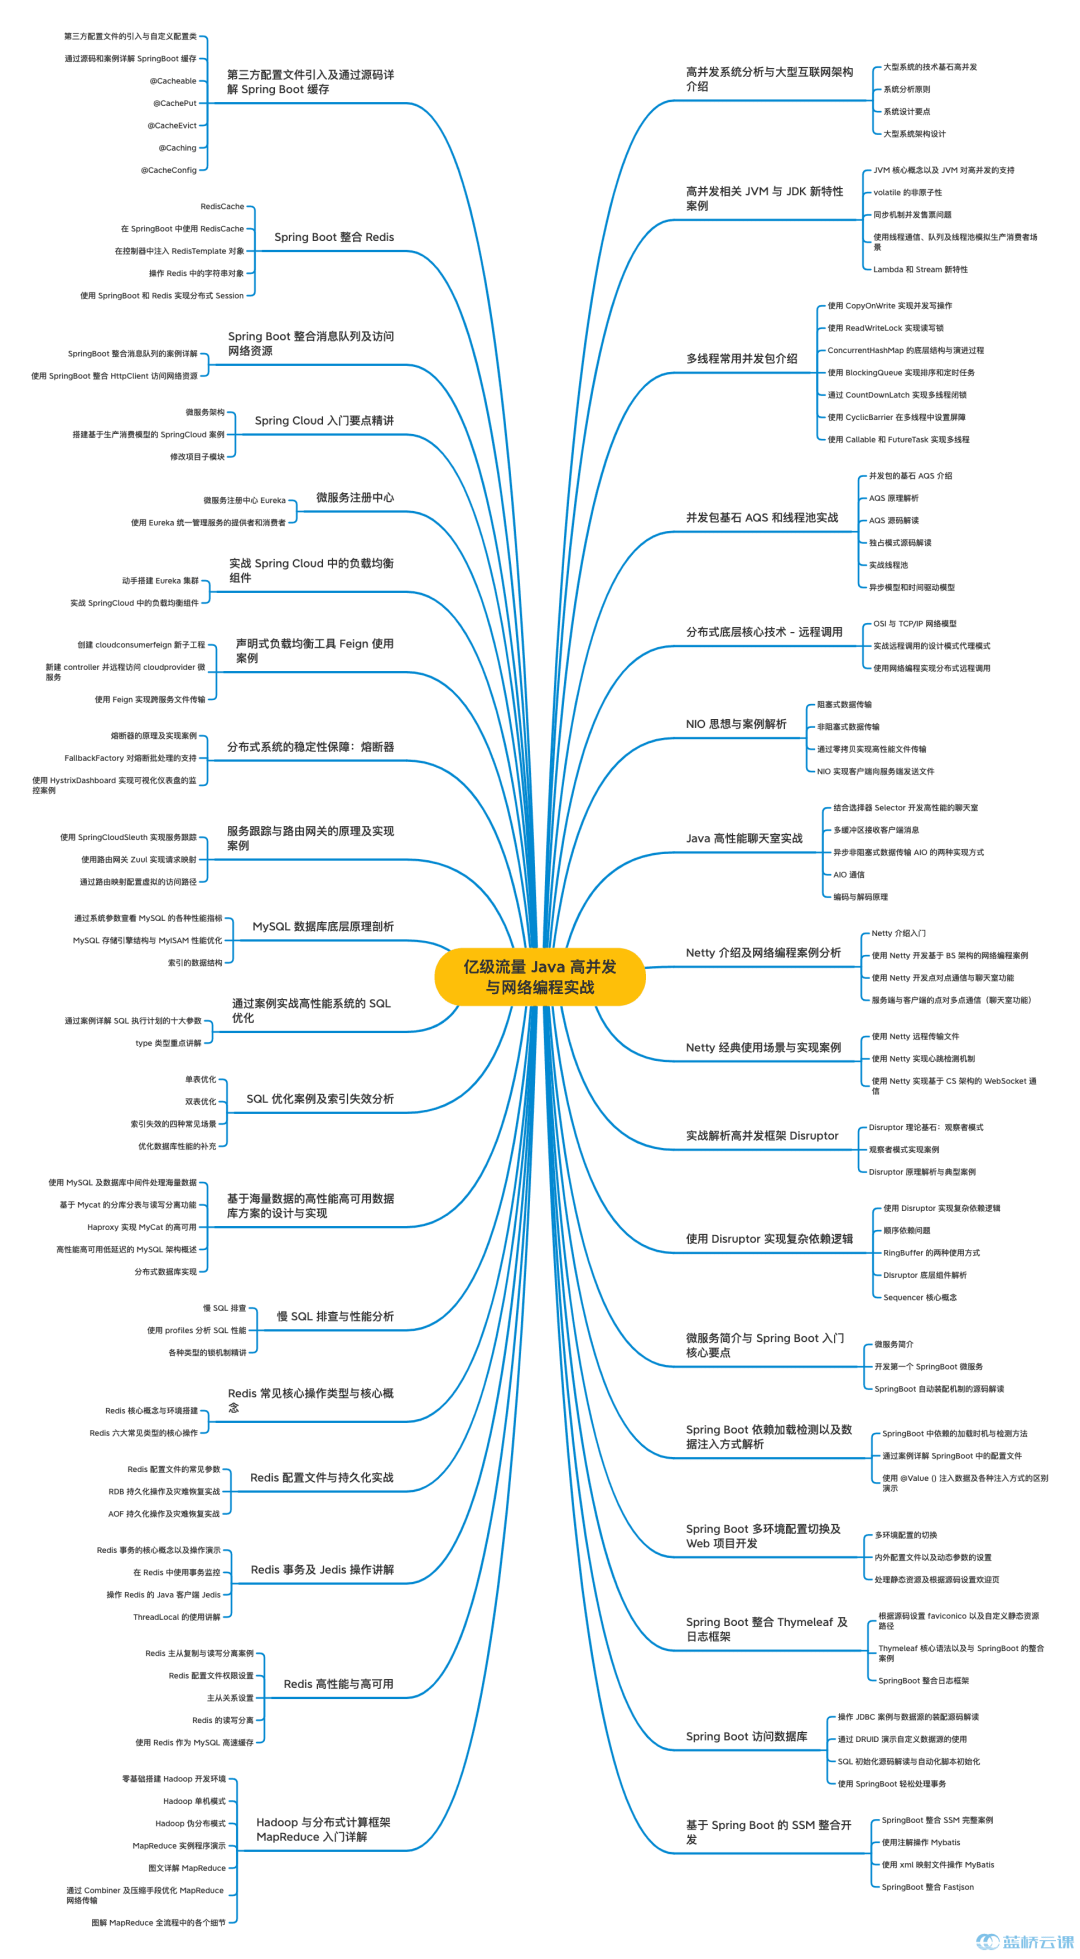 亿级流量 Java 高并发
与网络编程实战
高并发系统分析与大型互联网架构
介绍
大型系统的技术基石高并发
系统分析原则
系统设计要点
大型系统架构设计
高并发相关 JVM 与 JDK 新特性
案例
JVM 核心概念以及 JVM 对高并发的支持
volatile 的非原子性
同步机制并发售票问题
使用线程通信、队列及线程池模拟生产消费者场
景
Lambda 和 Stream 新特性
多线程常用并发包介绍
使用 CopyOnWrite 实现并发写操作
使用 ReadWriteLock 实现读写锁
ConcurrentHashMap 的底层结构与演进过程
使用 BlockingQueue 实现排序和定时任务
通过 CountDownLatch 实现多线程闭锁
使用 CyclicBarrier 在多线程中设置屏障
使用 Callable 和 FutureTask 实现多线程
并发包基石 AQS 和线程池实战
并发包的基石 AQS 介绍
AQS 原理解析
AQS 源码解读
独占模式源码解读
实战线程池
异步模型和时间驱动模型
分布式底层核心技术 - 远程调用
OSI 与 TCP/IP 网络模型
实战远程调用的设计模式代理模式
使用网络编程实现分布式远程调用
NIO 思想与案例解析
阻塞式数据传输
非阻塞式数据传输
通过零拷贝实现高性能文件传输
NIO 实现客户端向服务端发送文件
Java 高性能聊天室实战
结合选择器 Selector 开发高性能的聊天室
多缓冲区接收客户端消息
异步非阻塞式数据传输 AIO 的两种实现方式
AIO 通信
编码与解码原理
Netty 介绍及网络编程案例分析
Netty 介绍入门
使用 Netty 开发基于 BS 架构的网络编程案例
使用 Netty 开发点对点通信与聊天室功能
服务端与客户端的点对多点通信（聊天室功能）
Netty 经典使用场景与实现案例
使用 Netty 远程传输文件
使用 Netty 实现心跳检测机制
使用 Netty 实现基于 CS 架构的 WebSocket 通
信
实战解析高并发框架 Disruptor
Disruptor 理论基石：观察者模式
观察者模式实现案例
Disruptor 原理解析与典型案例
使用 Disruptor 实现复杂依赖逻辑
使用 Disruptor 实现复杂依赖逻辑
顺序依赖问题
RingBuffer 的两种使用方式
DIsruptor 底层组件解析
Sequencer 核心概念
微服务简介与 Spring Boot 入门
核心要点
微服务简介
开发第一个 SpringBoot 微服务
SpringBoot 自动装配机制的源码解读
Spring Boot 依赖加载检测以及数
据注入方式解析
SpringBoot 中依赖的加载时机与检测方法
通过案例详解 SpringBoot 中的配置文件
使用 @Value () 注入数据及各种注入方式的区别
演示
Spring Boot 多环境配置切换及
Web 项目开发
多环境配置的切换
内外配置文件以及动态参数的设置
处理静态资源及根据源码设置欢迎页
Spring Boot 整合 Thymeleaf 及
日志框架
根据源码设置 faviconico 以及自定义静态资源
路径
Thymeleaf 核心语法以及与 SpringBoot 的整合
案例
SpringBoot 整合日志框架
Spring Boot 访问数据库
操作 JDBC 案例与数据源的装配源码解读
通过 DRUID 演示自定义数据源的使用
SQL 初始化源码解读与自动化脚本初始化
使用 SpringBoot 轻松处理事务
基于 Spring Boot 的 SSM 整合开
发
SpringBoot 整合 SSM 完整案例
使用注解操作 Mybatis
使用 xml 映射文件操作 MyBatis
SpringBoot 整合 Fastjson
第三方配置文件引入及通过源码详
解 Spring Boot 缓存
第三方配置文件的引入与自定义配置类
通过源码和案例详解 SpringBoot 缓存
@Cacheable
@CachePut
@CacheEvict
@Caching
@CacheConfig
Spring Boot 整合 Redis
RedisCache
在 SpringBoot 中使用 RedisCache
在控制器中注入 RedisTemplate 对象
操作 Redis 中的字符串对象
使用 SpringBoot 和 Redis 实现分布式 Session
Spring Boot 整合消息队列及访问
网络资源
SpringBoot 整合消息队列的案例详解
使用 SpringBoot 整合 HttpClient 访问网络资源
Spring Cloud 入门要点精讲
微服务架构
搭建基于生产消费模型的 SpringCloud 案例
修改项目子模块
微服务注册中心
微服务注册中心 Eureka
使用 Eureka 统一管理服务的提供者和消费者
实战 Spring Cloud 中的负载均衡
组件
动手搭建 Eureka 集群
实战 SpringCloud 中的负载均衡组件
声明式负载均衡工具 Feign 使用
案例
创建 cloudconsumerfeign 新子工程
新建 controller 并远程访问 cloudprovider 微
服务
使用 Feign 实现跨服务文件传输
分布式系统的稳定性保障：熔断器
熔断器的原理及实现案例
FallbackFactory 对熔断批处理的支持
使用 HystrixDashboard 实现可视化仪表盘的监
控案例
服务跟踪与路由网关的原理及实现
案例
使用 SpringCloudSleuth 实现服务跟踪
使用路由网关 Zuul 实现请求映射
通过路由映射配置虚拟的访问路径
MySQL 数据库底层原理剖析
通过系统参数查看 MySQL 的各种性能指标
MySQL 存储引擎结构与 MyISAM 性能优化
索引的数据结构
通过案例实战高性能系统的 SQL
优化
通过案例详解 SQL 执行计划的十大参数
type 类型重点讲解
SQL 优化案例及索引失效分析
单表优化
双表优化
索引失效的四种常见场景
优化数据库性能的补充
基于海量数据的高性能高可用数据
库方案的设计与实现
使用 MySQL 及数据库中间件处理海量数据
基于 Mycat 的分库分表与读写分离功能
Haproxy 实现 MyCat 的高可用
高性能高可用低延迟的 MySQL 架构概述
分布式数据库实现
慢 SQL 排查与性能分析
慢 SQL 排查
使用 profiles 分析 SQL 性能
各种类型的锁机制精讲
Redis 常见核心操作类型与核心概
念
Redis 核心概念与环境搭建
Redis 六大常见类型的核心操作
Redis 配置文件与持久化实战
Redis 配置文件的常见参数
RDB 持久化操作及灾难恢复实战
AOF 持久化操作及灾难恢复实战
Redis 事务及 Jedis 操作讲解
Redis 事务的核心概念以及操作演示
在 Redis 中使用事务监控
操作 Redis 的 Java 客户端 Jedis
ThreadLocal 的使用讲解
Redis 高性能与高可用
Redis 主从复制与读写分离案例
Redis 配置文件权限设置
主从关系设置
Redis 的读写分离
使用 Redis 作为 MySQL 高速缓存
Hadoop 与分布式计算框架
MapReduce 入门详解
零基础搭建 Hadoop 开发环境
Hadoop 单机模式
Hadoop 伪分布模式
MapReduce 实例程序演示
图文详解 MapReduce
通过 Combiner 及压缩手段优化 MapReduce
网络传输
图解 MapReduce 全流程中的各个细节
蓝桥云课